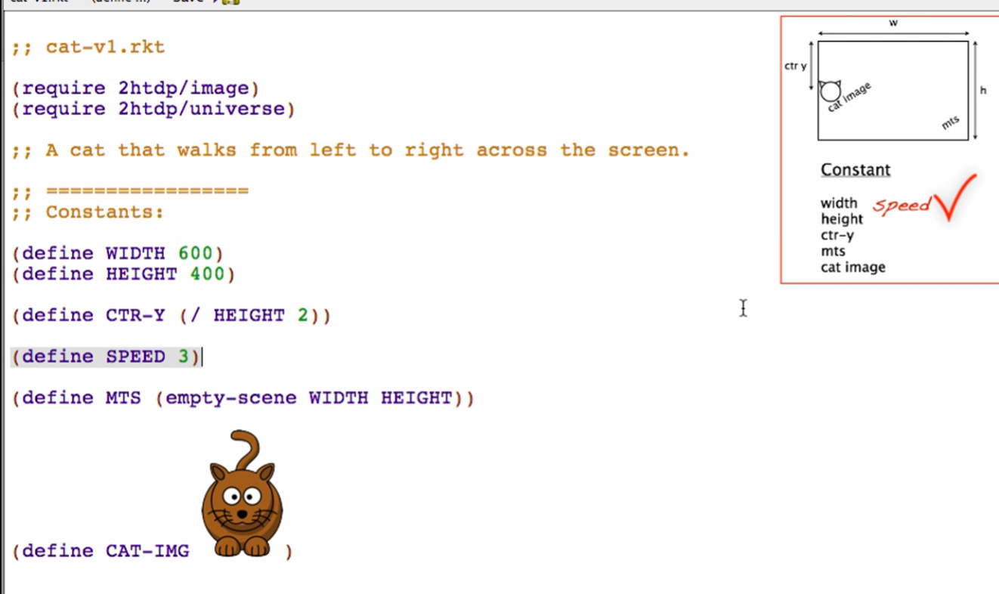 ;; cat-v1.rkt
(require 2htdp/image)
(require 2htdp/universe)
;; A cat that walks from left to right across the screen.
;; =================
;; Constants:
(define WIDTH 600)
(define HEIGHT 400)
(define CTR-Y (/ HEIGHT 2))
(define SPEED 3)
(define MTS (empty-scene WIDTH HEIGHT))
(define CAT-IMG )
w
ctr y
cat image
h
mts
Constant
width speed
height
ctr-y
mts
cat image